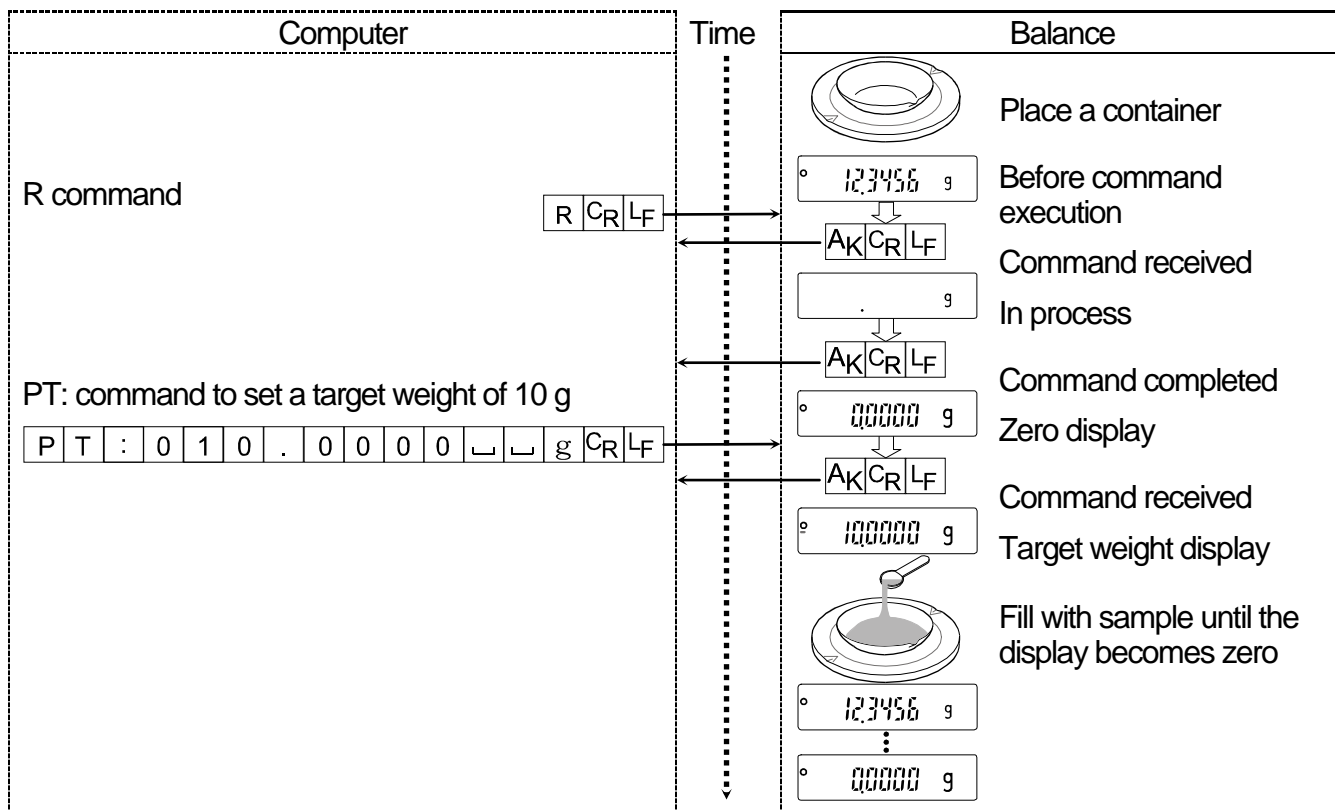 Computer
Time
Balance
Place a container
12.3456 g
Before command
execution
R command
R CR LF
AK CR LF
Command received
. g
In process
AK CR LF
Command completed
PT: command to set a target weight of 10 g
0.0000 g
Zero display
P T : 0 1 0 . 0 0 0 0 ⎵ ⎵ g CR LF
AK CR LF
Command received
10.0000 g
Target weight display
Fill with sample until the
display becomes zero
12.3456 g
0.0000 g